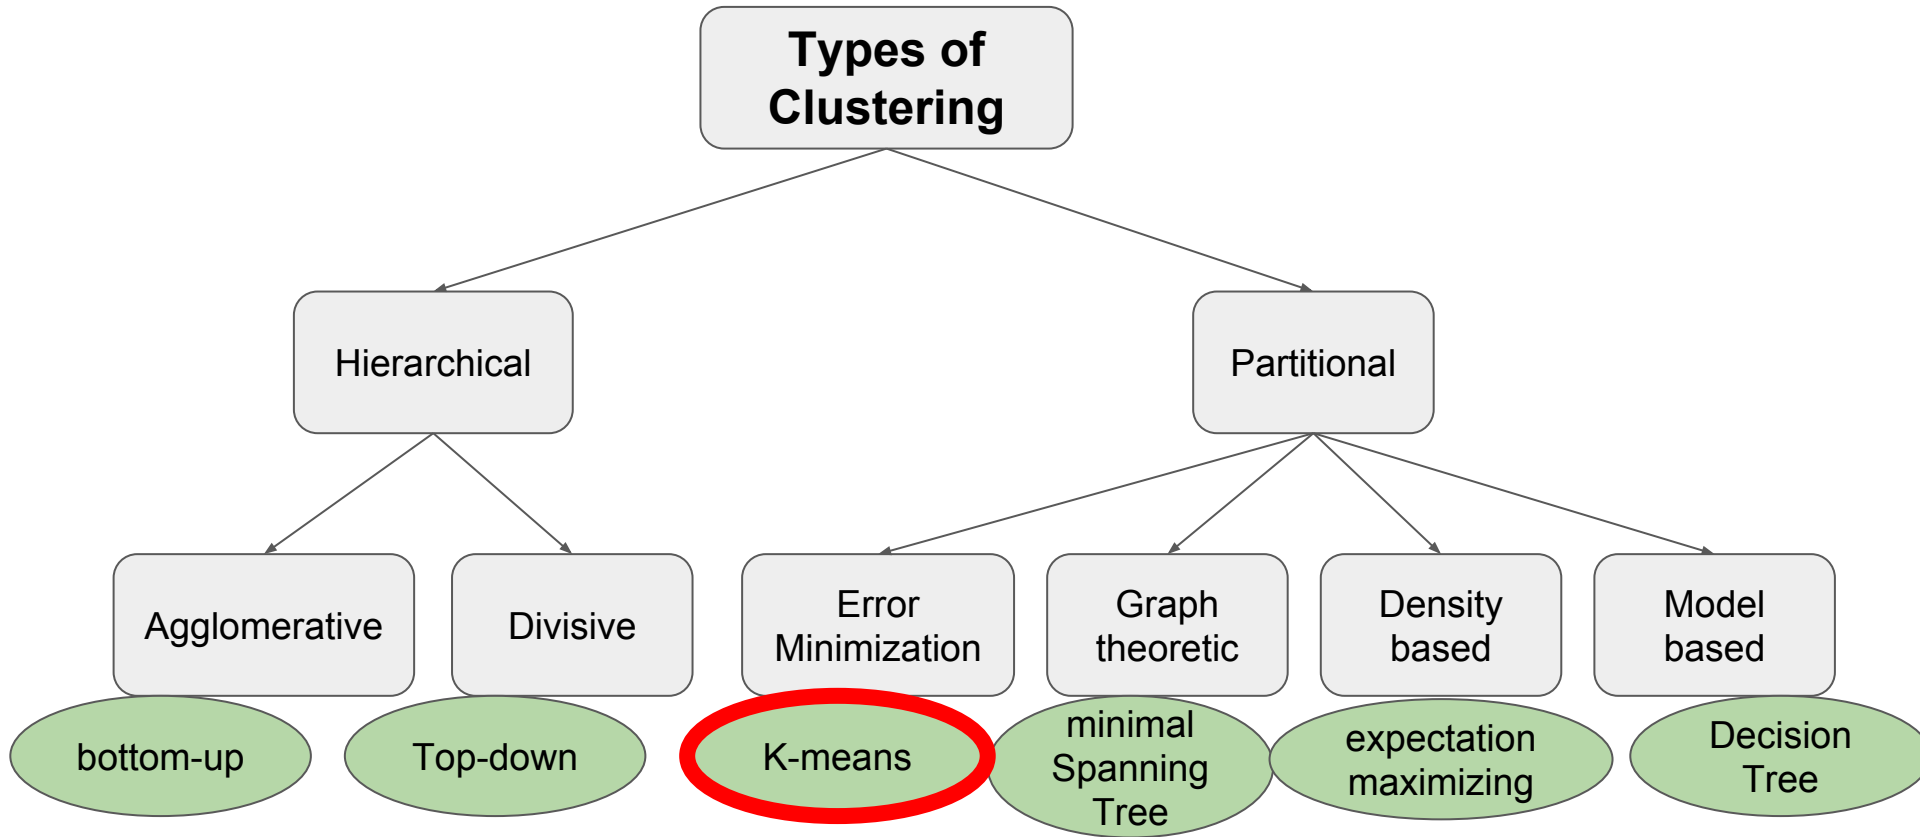 Types of
Clustering
Hierarchical
Partitional
Agglomerative
Divisive
Error
Minimization
Graph
theoretic
Density
based
Model
based
bottom-up
Top-down
K-means
minimal
Spanning
Tree
expectation
maximizing
Decision
Tree